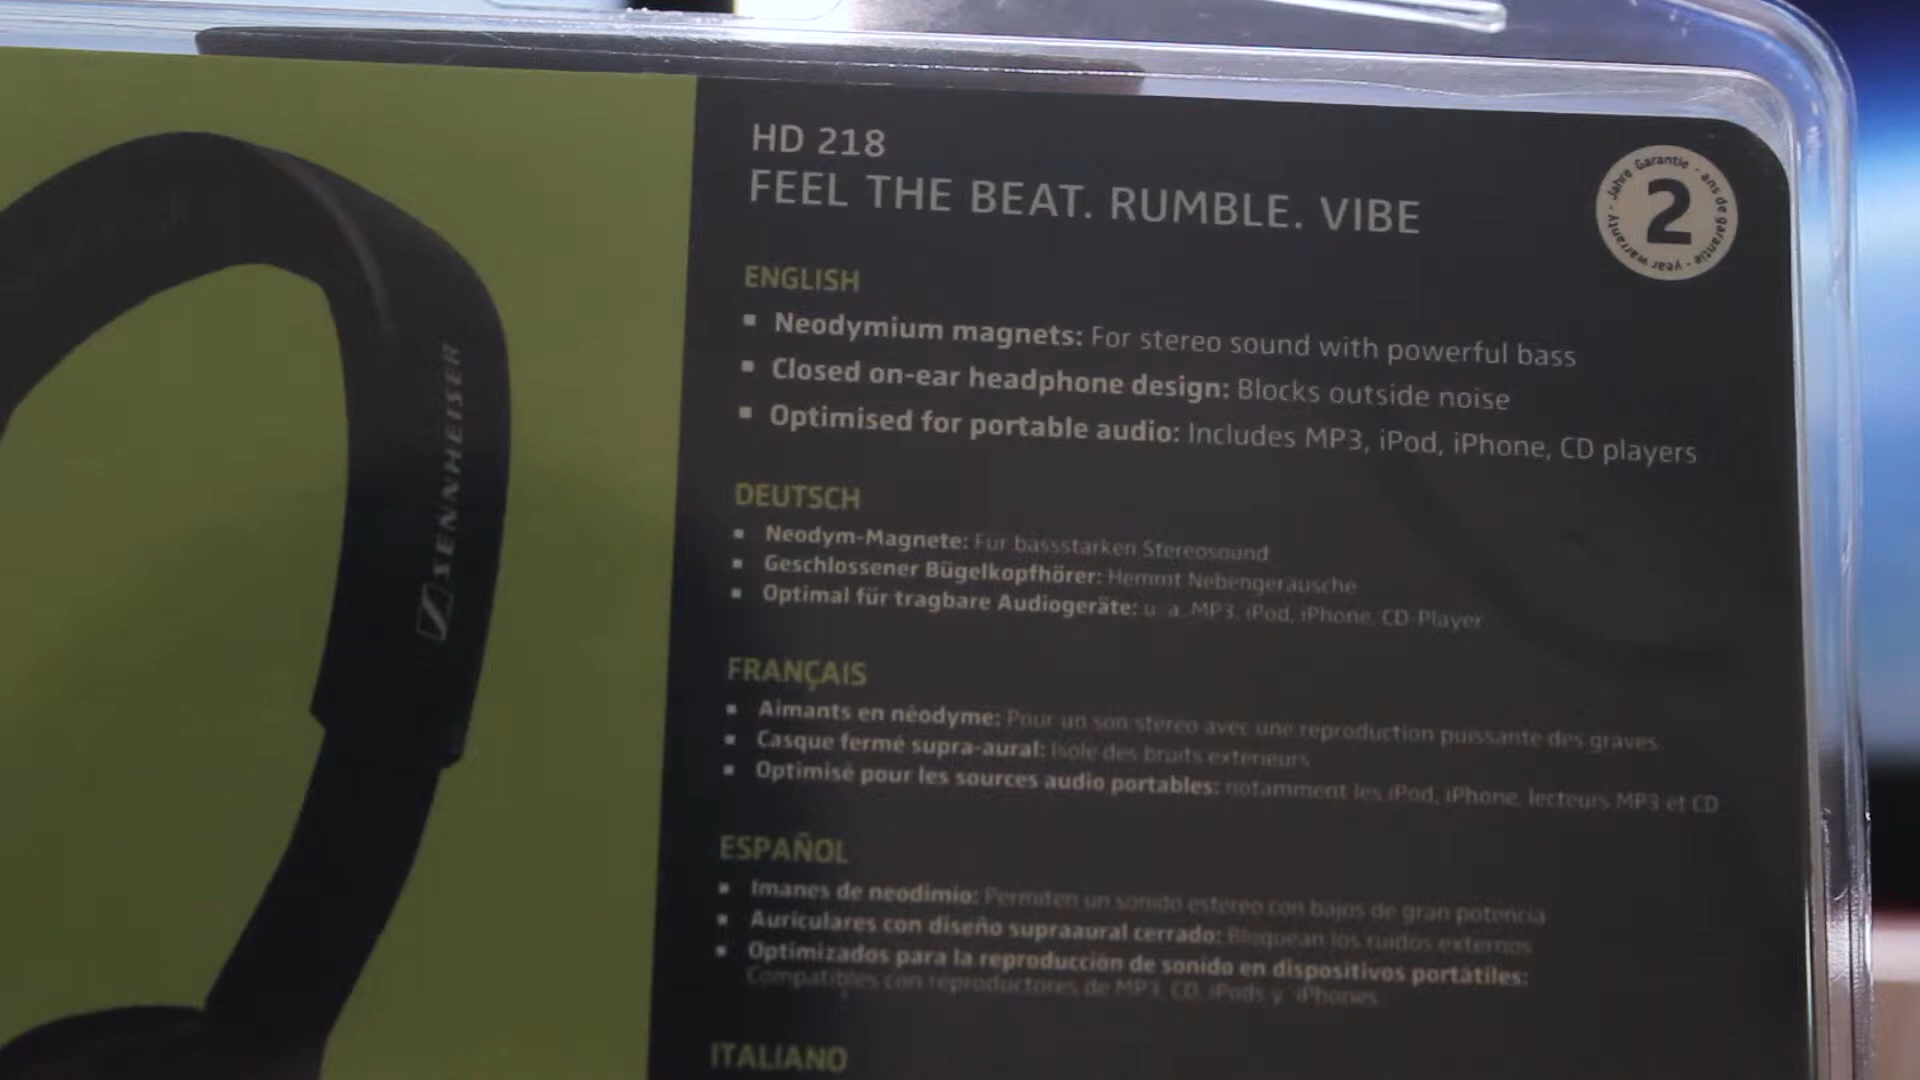 SENNHEISER
HD 218
FEEL THE BEAT. RUMBLE. VIBE
2
Jahre Garantie - ans de garantie - year warranty -
ENGLISH
▪ Neodymium magnets: For stereo sound with powerful bass
▪ Closed on-ear headphone design: Blocks outside noise
▪ Optimised for portable audio: Includes MP3, iPod, iPhone, CD players
DEUTSCH
▪ Neodym-Magnete: Für bassstarken Stereosound
▪ Geschlossener Bügelkopfhörer: Hemmt Nebengeräusche
▪ Optimal für tragbare Audiogeräte: u. a. MP3, iPod, iPhone, CD-Player
FRANÇAIS
▪ Aimants en néodyme: Pour un son stéréo avec une reproduction puissante des graves
▪ Casque fermé supra-aural: Isole des bruits extérieurs
▪ Optimisé pour les sources audio portables: notamment les iPod, iPhone, lecteurs MP3 et CD
ESPAÑOL
▪ Imanes de neodimio: Permiten un sonido estéreo con bajos de gran potencia
▪ Auriculares con diseño supraaural cerrado: Bloquean los ruidos externos
▪ Optimizados para la reproducción de sonido en dispositivos portátiles:
Compatibles con reproductores de MP3, CD, iPods y iPhones
ITALIANO